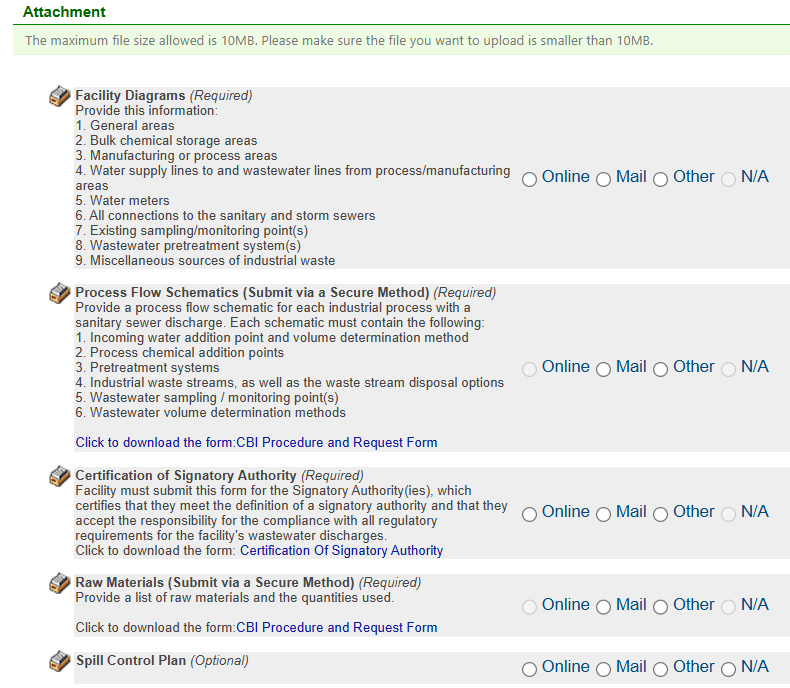 Attachment
The maximum file size allowed is 10MB. Please make sure the file you want to upload is smaller than 10MB.
Facility Diagrams (Required)
Provide this information:
1. General areas
2. Bulk chemical storage areas
3. Manufacturing or process areas
4. Water supply lines to and wastewater lines from process/manufacturing
areas
5. Water meters
6. All connections to the sanitary and storm sewers
7. Existing sampling/monitoring point(s)
8. Wastewater pretreatment system(s)
9. Miscellaneous sources of industrial waste
Online Mail Other N/A
Process Flow Schematics (Submit via a Secure Method) (Required)
Provide a process flow schematic for each industrial process with a
sanitary sewer discharge. Each schematic must contain the following:
1. Incoming water addition point and volume determination method
2. Process chemical addition points
3. Pretreatment systems
4. Industrial waste streams, as well as the waste stream disposal options
5. Wastewater sampling / monitoring point(s)
6. Wastewater volume determination methods
Click to download the form:CBI Procedure and Request Form
Online Mail Other N/A
Certification of Signatory Authority (Required)
Facility must submit this form for the Signatory Authority(ies), which
certifies that they meet the definition of a signatory authority and that they
accept the responsibility for the compliance with all regulatory
requirements for the facility's wastewater discharges.
Click to download the form: Certification Of Signatory Authority
Online Mail Other N/A
Raw Materials (Submit via a Secure Method) (Required)
Provide a list of raw materials and the quantities used.
Click to download the form:CBI Procedure and Request Form
Online Mail Other N/A
Spill Control Plan (Optional)
Online Mail Other N/A